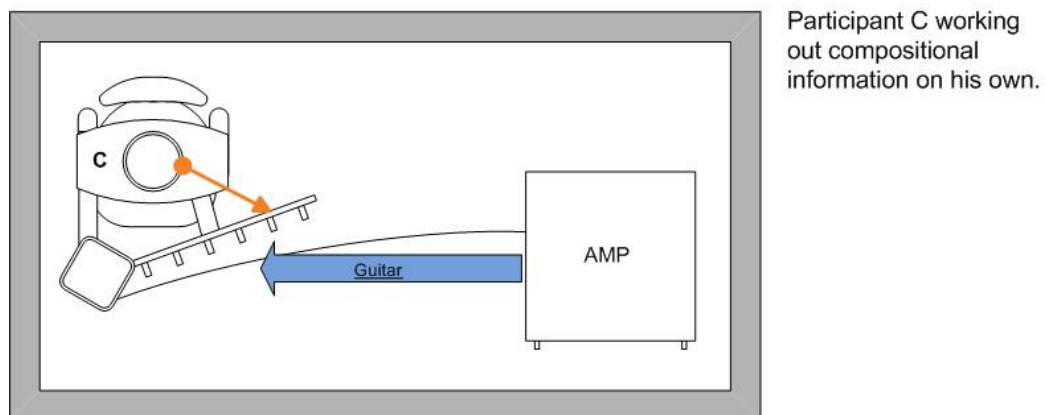 Participant C working
out compositional
information on his own.
C
AMP
Guitar